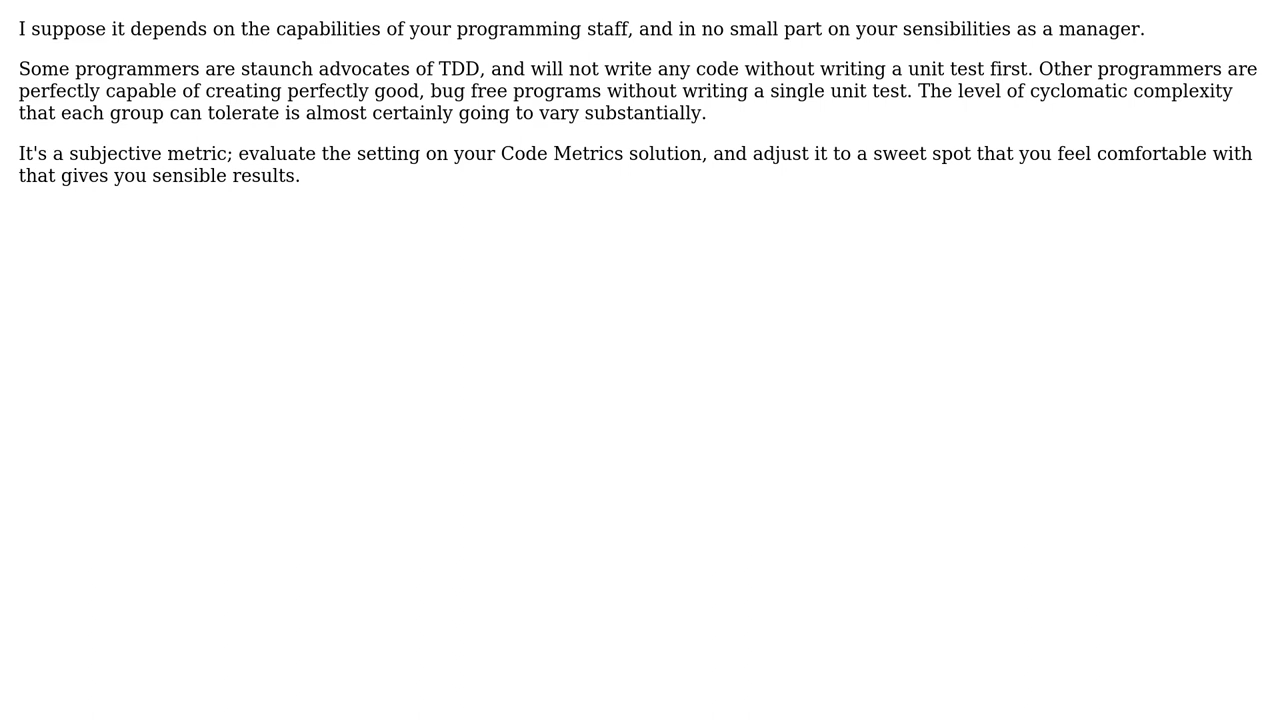 I suppose it depends on the capabilities of your programming staff, and in no small part on your sensibilities as a manager.
Some programmers are staunch advocates of TDD, and will not write any code without writing a unit test first. Other programmers are
perfectly capable of creating perfectly good, bug free programs without writing a single unit test. The level of cyclomatic complexity
that each group can tolerate is almost certainly going to vary substantially.
It's a subjective metric; evaluate the setting on your Code Metrics solution, and adjust it to a sweet spot that you feel comfortable with
that gives you sensible results.